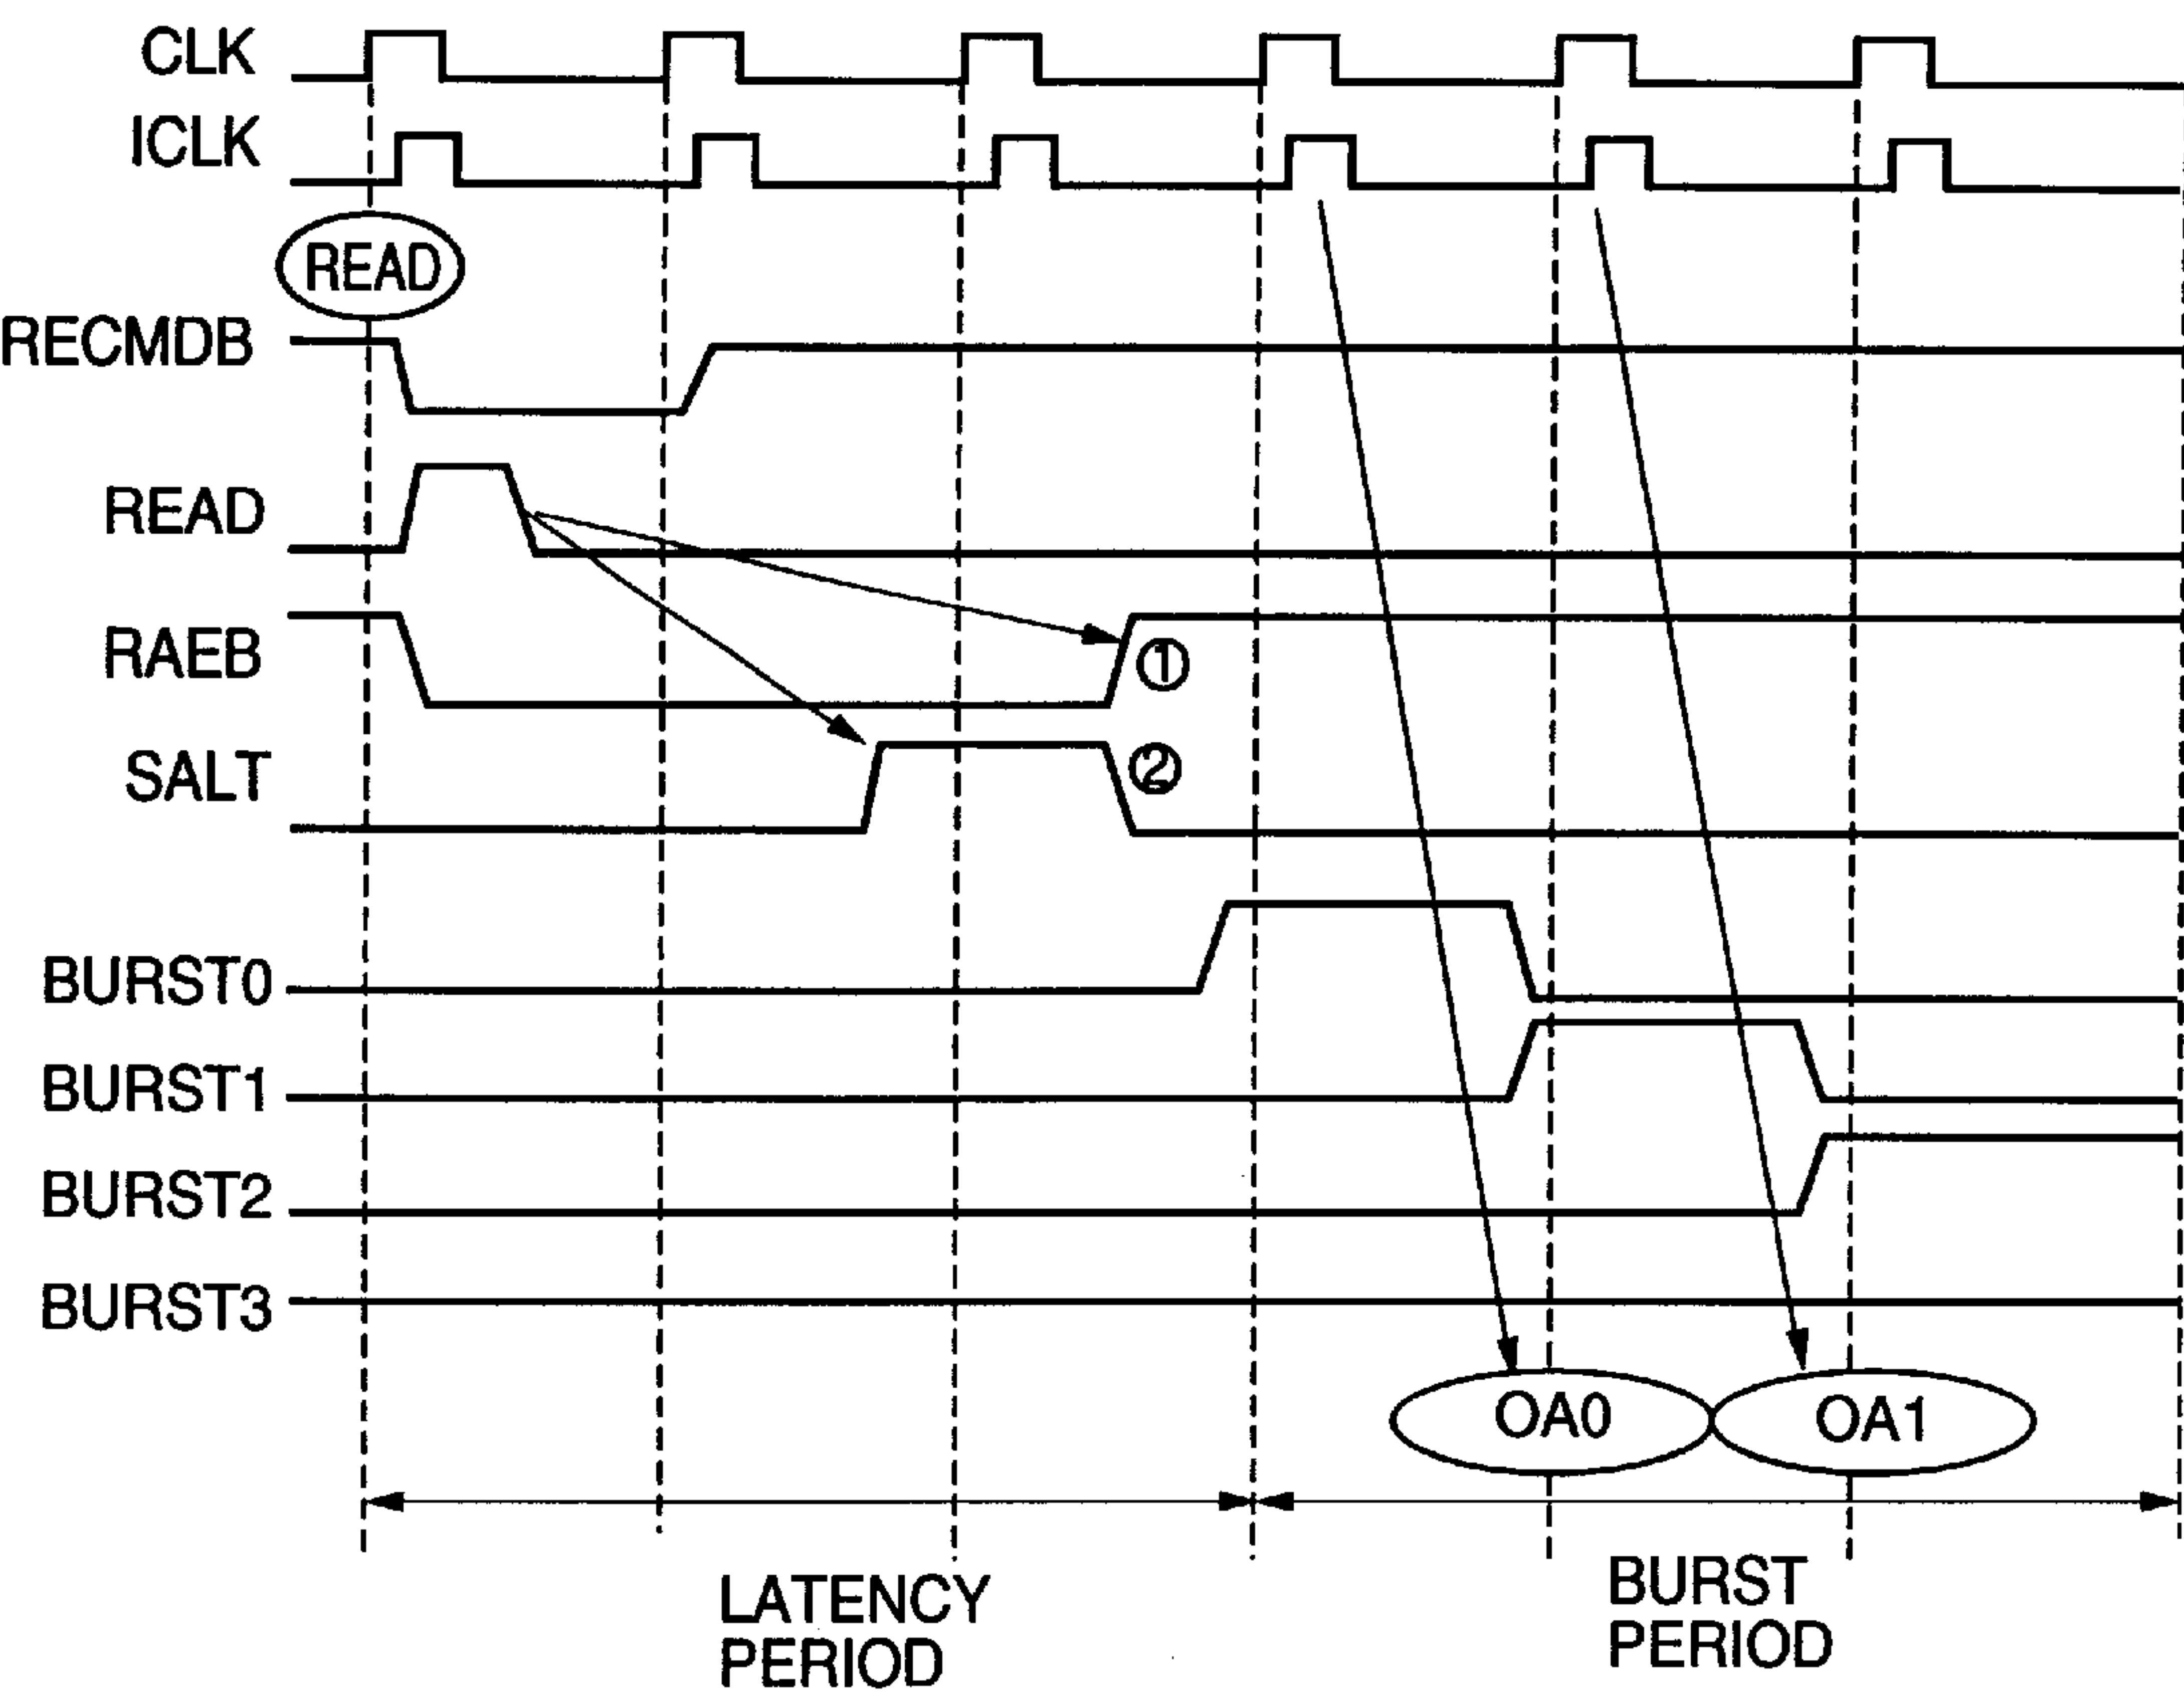 CLK
ICLK
READ
RECMDB
READ
RAEB
①
SALT
②
BURST0
BURST1
BURST2
BURST3
OA0
OA1
LATENCY
PERIOD
BURST
PERIOD